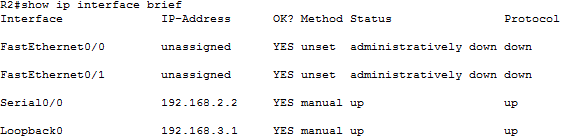 R2#show ip interface brief
Interface IP-Address OK? Method Status Protocol
FastEthernet0/0 unassigned YES unset administratively down down
FastEthernet0/1 unassigned YES unset administratively down down
Serial0/0 192.168.2.2 YES manual up up
Loopback0 192.168.3.1 YES manual up up